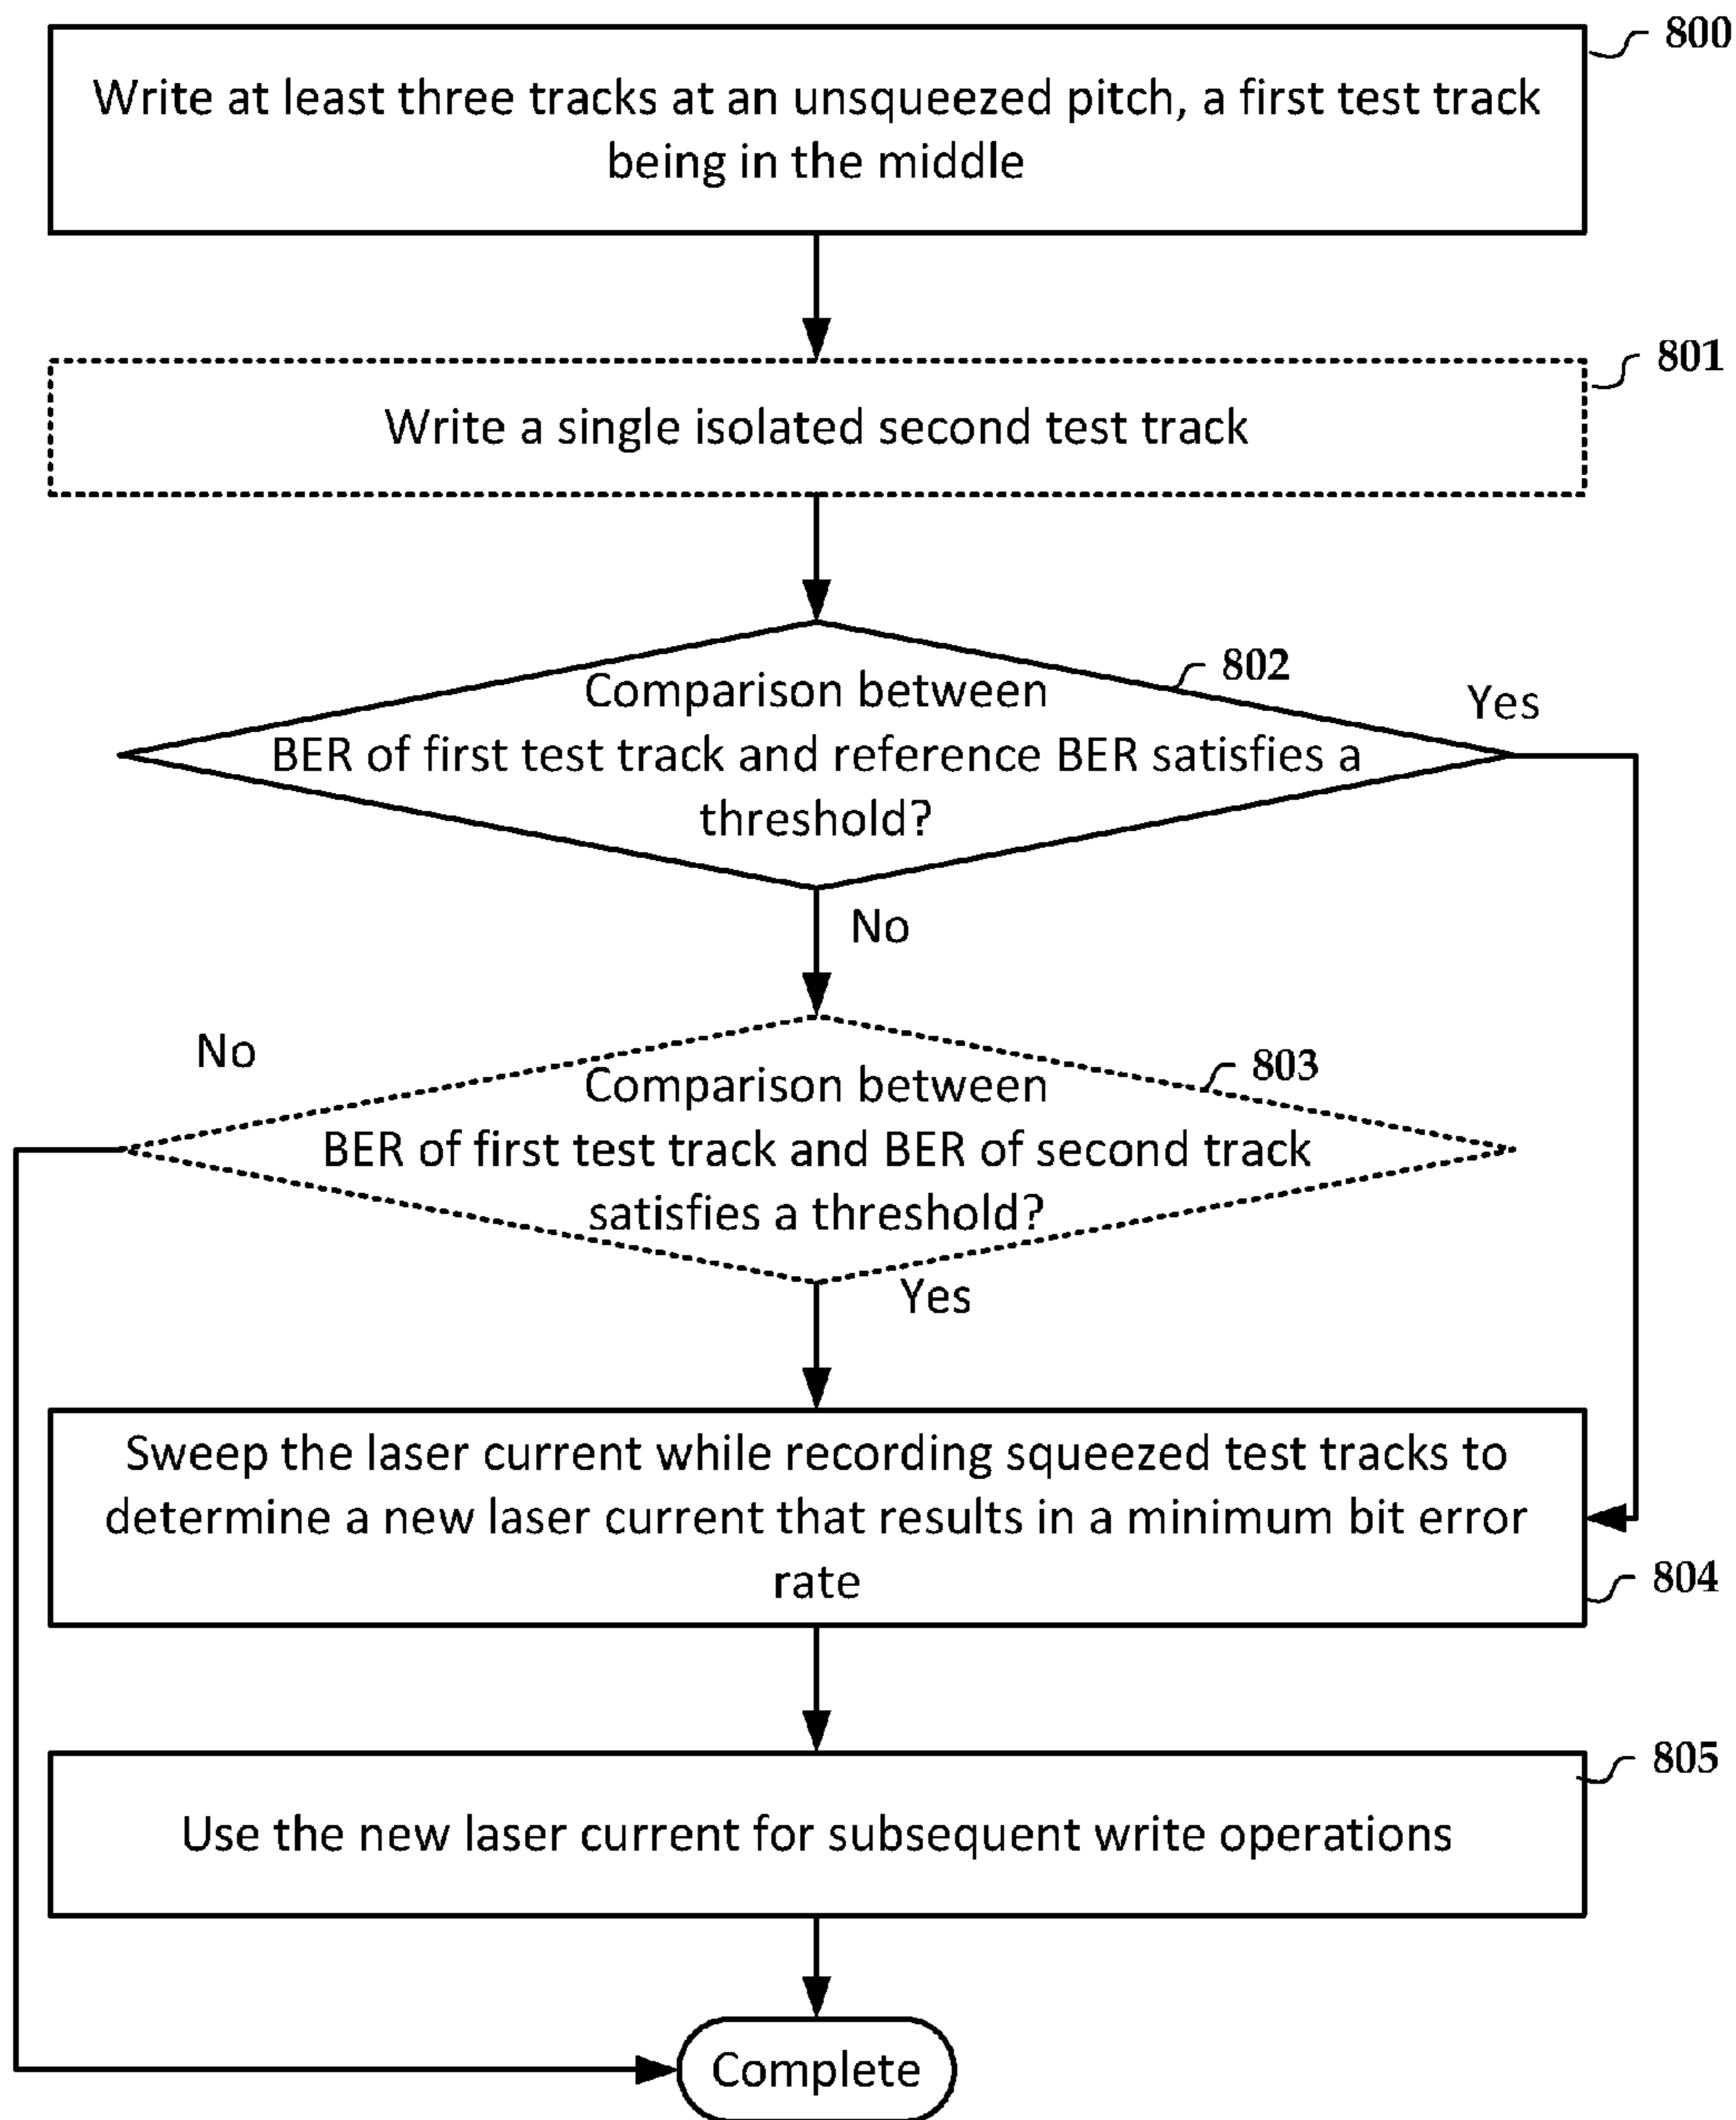 800
Write at least three tracks at an unsqueezed pitch, a first test track
being in the middle
801
Write a single isolated second test track
802
Comparison between
Yes
BER of first test track and reference BER satisfies a
threshold?
No
No
803
Comparison between
BER of first test track and BER of second track
satisfies a threshold?
Yes
Sweep the laser current while recording squeezed test tracks to
determine a new laser current that results in a minimum bit error
rate
804
805
Use the new laser current for subsequent write operations
Complete